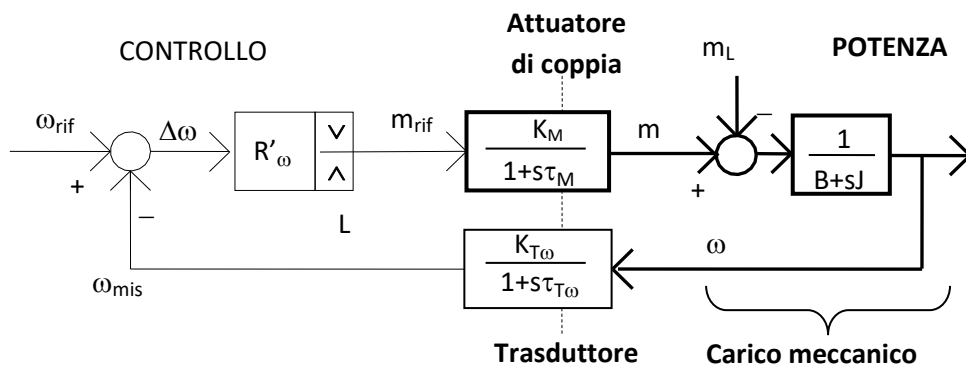 Attuatore
di coppia
CONTROLLO
POTENZA
m_L
ω_rif
Δω
R'_ω
m_rif
K_M
1+sτ_M
m
1
B+sJ
+
−
L
+
−
K_Tω
1+sτ_Tω
ω
ω_mis
Trasduttore
Carico meccanico